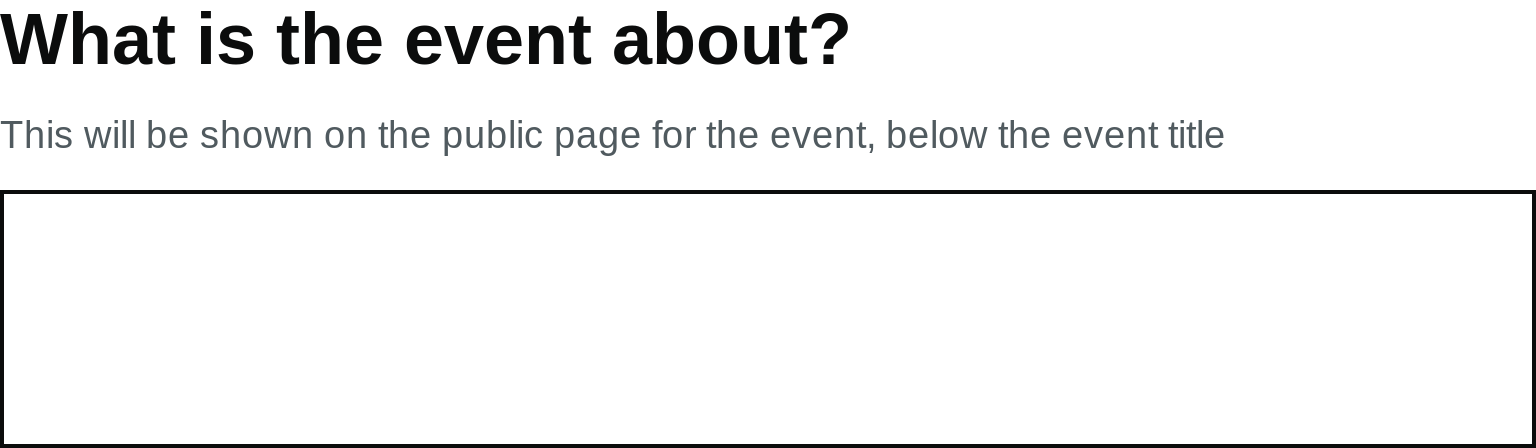 What is the event about?
This will be shown on the public page for the event, below the event title